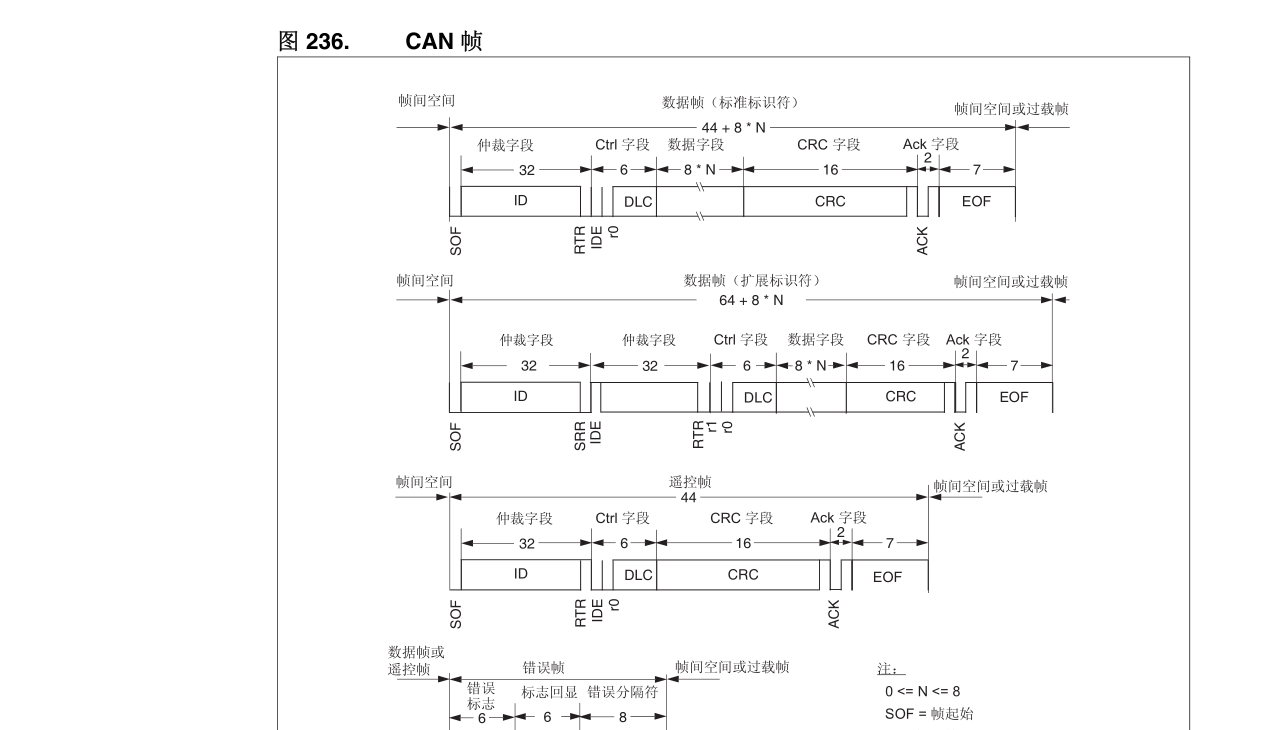 图 236. CAN 帧
帧间空间 数据帧（标准标识符） 帧间空间或过载帧
44 + 8 * N
仲裁字段 Ctrl 字段 数据字段 CRC 字段 Ack 字段
32 6 8 * N 16 2 7
ID DLC CRC EOF
SOF RTR IDE r0 ACK
帧间空间 数据帧（扩展标识符） 帧间空间或过载帧
64 + 8 * N
仲裁字段 仲裁字段 Ctrl 字段 数据字段 CRC 字段 Ack 字段
32 32 6 8 * N 16 2 7
ID DLC CRC EOF
SOF SRR IDE RTR r1 r0 ACK
帧间空间 遥控帧 帧间空间或过载帧
44
仲裁字段 Ctrl 字段 CRC 字段 Ack 字段
32 6 16 2 7
ID DLC CRC EOF
SOF RTR IDE r0 ACK
数据帧或
遥控帧 错误帧 帧间空间或过载帧
错误
标志 标志回显 错误分隔符
6 6 8
注：
0 <= N <= 8
SOF = 帧起始